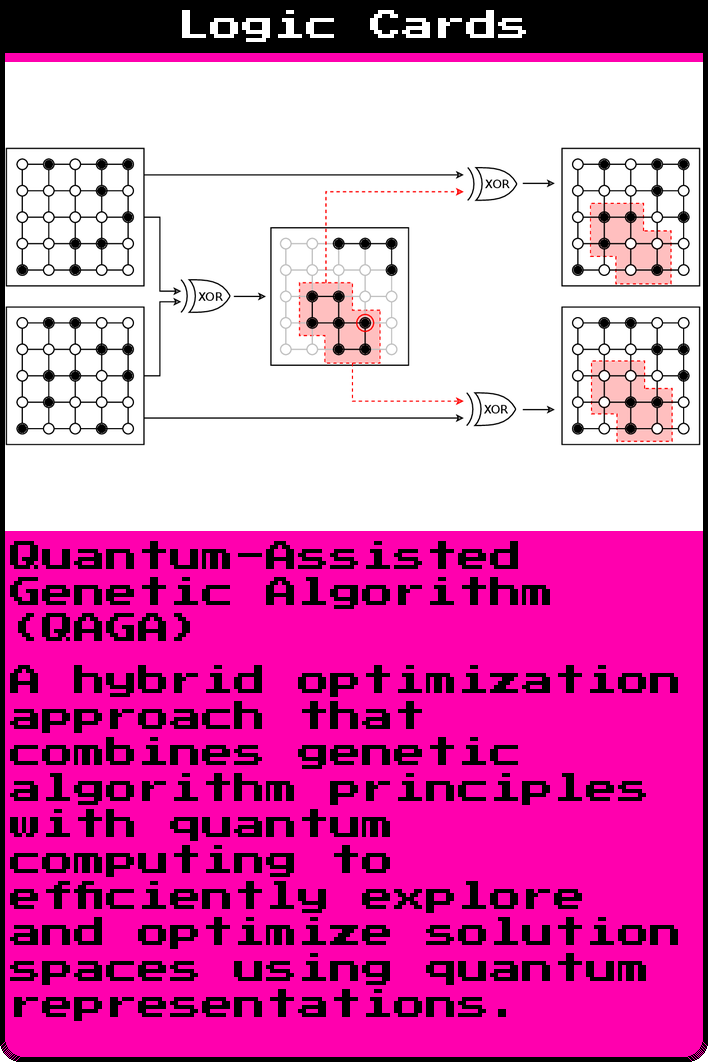 Logic Cards
XOR
XOR
XOR
Quantum-Assisted
Genetic Algorithm
(QAGA)
A hybrid optimization
approach that
combines genetic
algorithm principles
with quantum
computing to
efficiently explore
and optimize solution
spaces using quantum
representations.